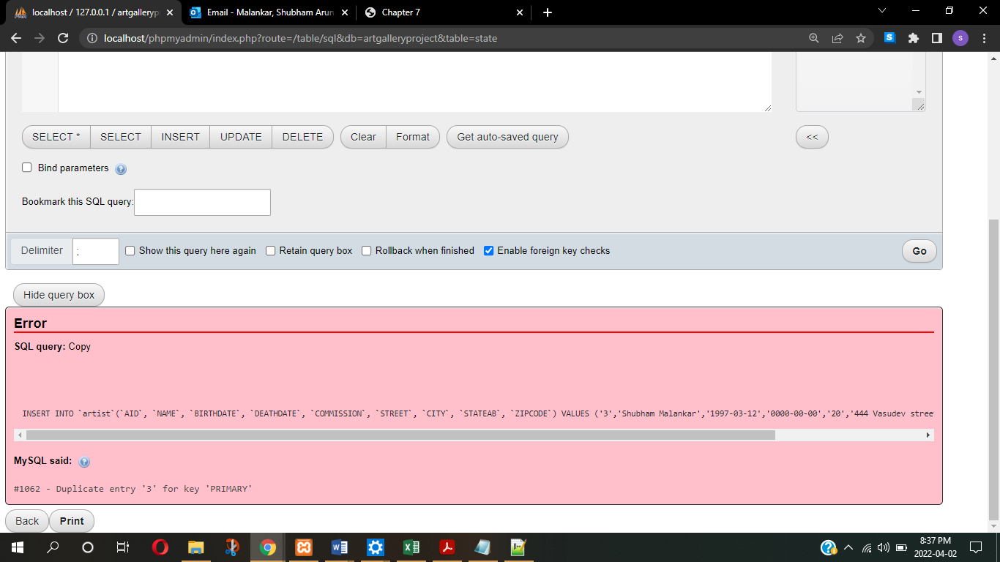 localhost / 127.0.0.1 / artgalleryp
Email - Malankar, Shubham Arun
Chapter 7
localhost/phpmyadmin/index.php?route=/table/sql&db=artgalleryproject&table=state
S
s
SELECT * SELECT INSERT UPDATE DELETE Clear Format Get auto-saved query <<
Bind parameters
Bookmark this SQL query:
Delimiter ; Show this query here again Retain query box Rollback when finished Enable foreign key checks Go
Hide query box
Error
SQL query: Copy
INSERT INTO `artist`(`AID`, `NAME`, `BIRTHDATE`, `DEATHDATE`, `COMMISSION`, `STREET`, `CITY`, `STATEAB`, `ZIPCODE`) VALUES ('3','Shubham Malankar','1997-03-12','0000-00-00','20','444 Vasudev stree
MySQL said:
#1062 - Duplicate entry '3' for key 'PRIMARY'
Back Print
8:37 PM
2022-04-02